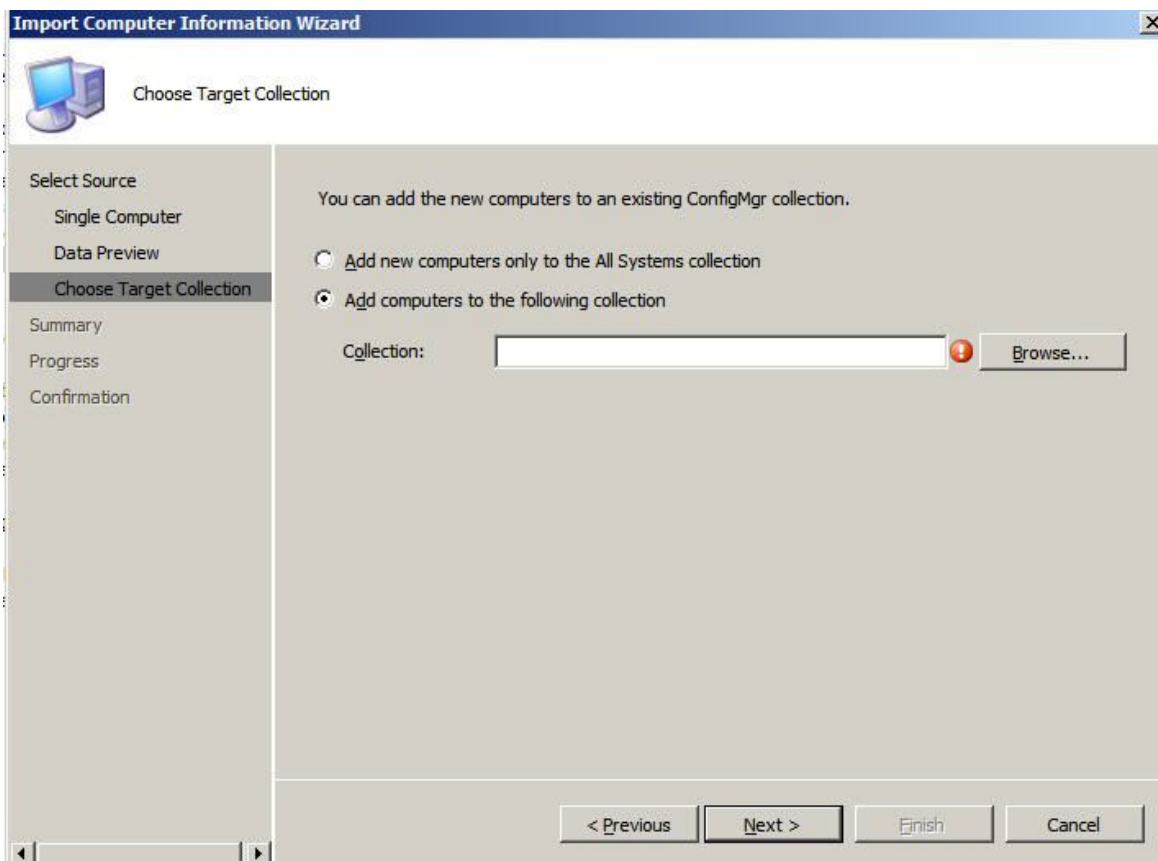 Import Computer Information Wizard
Choose Target Collection
Select Source
Single Computer
Data Preview
Choose Target Collection
Summary
Progress
Confirmation
You can add the new computers to an existing ConfigMgr collection.
Add new computers only to the All Systems collection
Add computers to the following collection
Collection:
Browse...
< Previous
Next >
Finish
Cancel